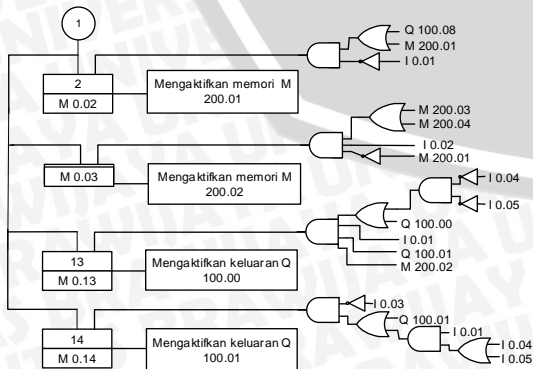 1
Q 100.08
M 200.01
I 0.01
2
M 0.02
Mengaktifkan memori M
200.01
M 200.03
M 200.04
I 0.02
M 200.01
M 0.03
Mengaktifkan memori M
200.02
I 0.04
I 0.05
Q 100.00
I 0.01
Q 100.01
M 200.02
13
M 0.13
Mengaktifkan keluaran Q
100.00
I 0.03
Q 100.01
I 0.01
I 0.04
I 0.05
14
M 0.14
Mengaktifkan keluaran Q
100.01